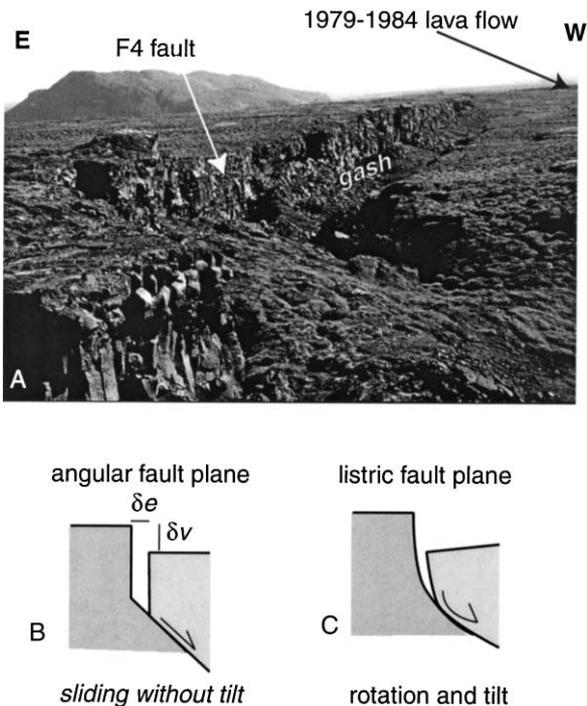 1979-1984 lava flow
E
W
F4 fault
gash
A
angular fault plane
listric fault plane
δe
δv
B
C
sliding without tilt
rotation and tilt